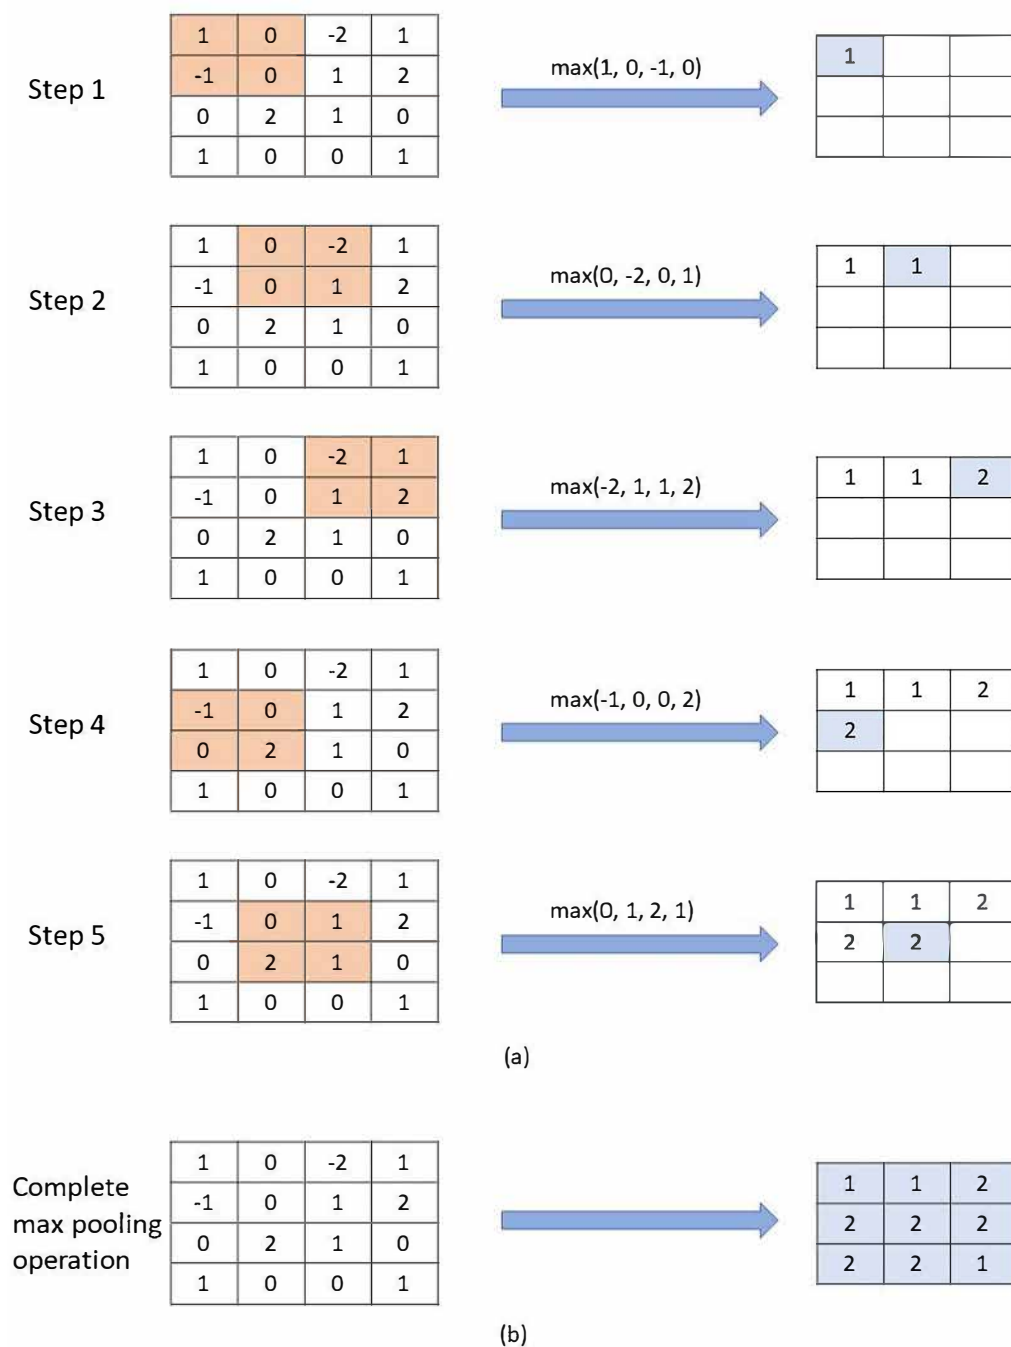 1 0 -2 1
-1 0 1 2
0 2 1 0
1 0 0 1
Step 1
max(1, 0, -1, 0)
1
1 0 -2 1
-1 0 1 2
0 2 1 0
1 0 0 1
Step 2
max(0, -2, 0, 1)
1 1
1 0 -2 1
-1 0 1 2
0 2 1 0
1 0 0 1
Step 3
max(-2, 1, 1, 2)
1 1 2
1 0 -2 1
-1 0 1 2
0 2 1 0
1 0 0 1
Step 4
max(-1, 0, 0, 2)
1 1 2
2
1 0 -2 1
-1 0 1 2
0 2 1 0
1 0 0 1
Step 5
max(0, 1, 2, 1)
1 1 2
2 2
(a)
Complete
max pooling
operation
1 0 -2 1
-1 0 1 2
0 2 1 0
1 0 0 1
1 1 2
2 2 2
2 2 1
(b)